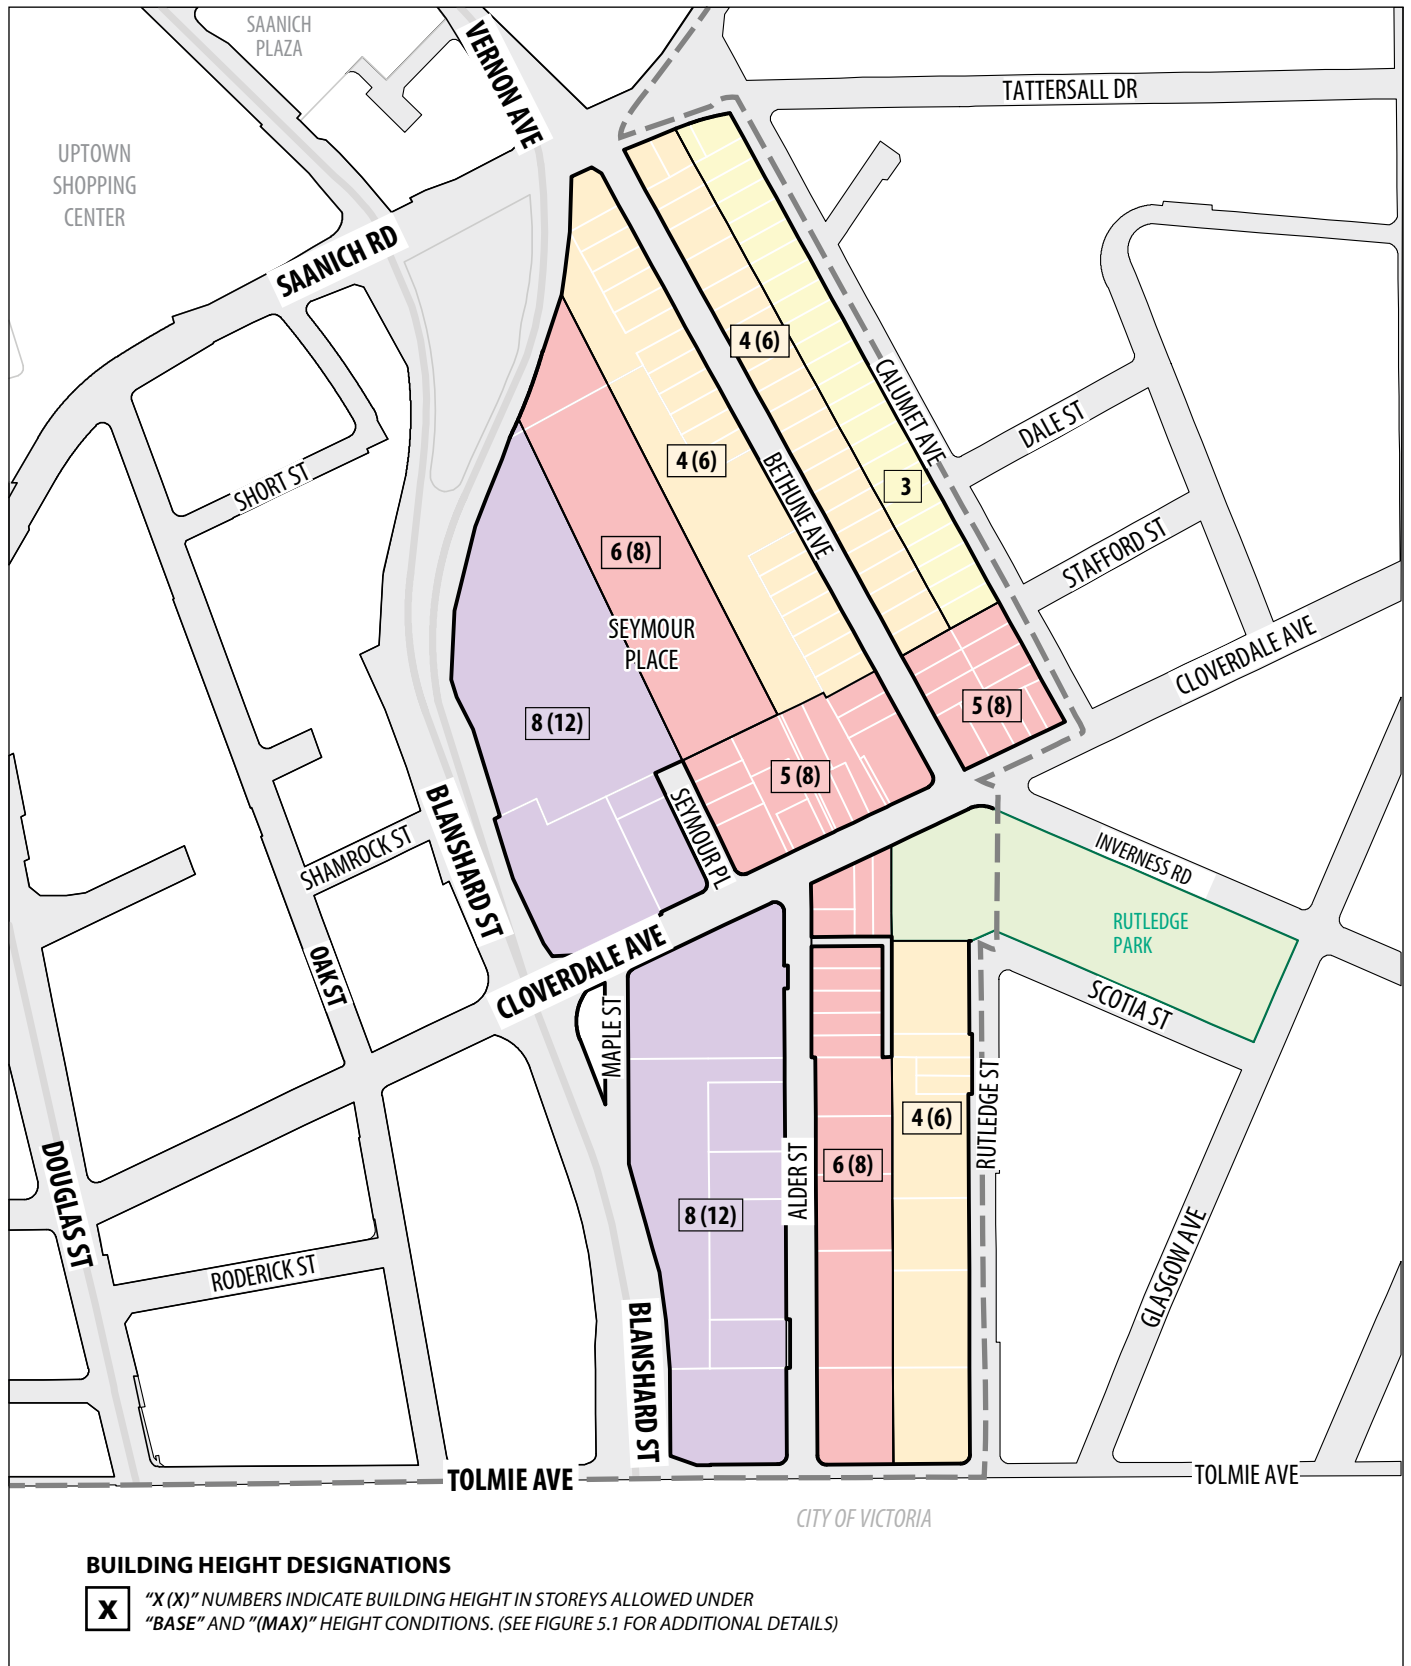 SAANICH
PLAZA
VERNON AVE
TATTERSALL DR
UPTOWN
SHOPPING
CENTER
SAANICH RD
4 (6)
CALUMET AVE
DALE ST
4 (6)
BETHUNE AVE
3
SHORT ST
STAFFORD ST
6 (8)
SEYMOUR
PLACE
CLOVERDALE AVE
5 (8)
8 (12)
5 (8)
SEYMOUR PL
BLANSHARD ST
SHAMROCK ST
INVERNESS RD
RUTLEDGE
PARK
OAK ST
CLOVERDALE AVE
SCOTIA ST
MAPLE ST
RUTLEDGE ST
4 (6)
DOUGLAS ST
ALDER ST
6 (8)
8 (12)
RODERICK ST
GLASGOW AVE
BLANSHARD ST
TOLMIE AVE
TOLMIE AVE
CITY OF VICTORIA
BUILDING HEIGHT DESIGNATIONS
X
"X (X)" NUMBERS INDICATE BUILDING HEIGHT IN STOREYS ALLOWED UNDER
"BASE" AND "(MAX)" HEIGHT CONDITIONS. (SEE FIGURE 5.1 FOR ADDITIONAL DETAILS)